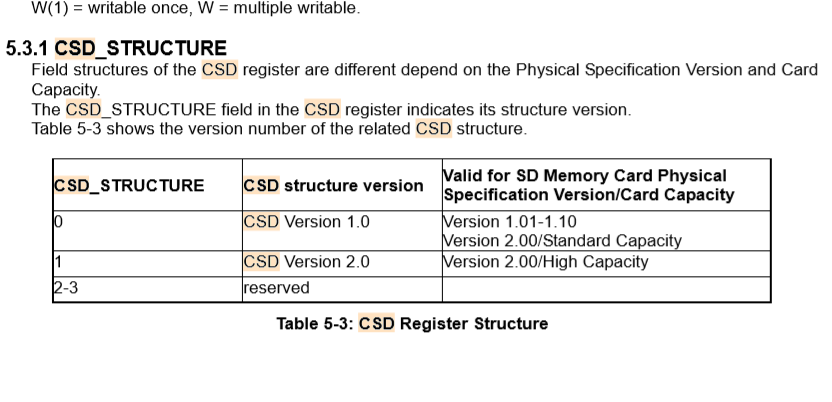 W(1) = writable once, W = multiple writable.
5.3.1 CSD_STRUCTURE
Field structures of the CSD register are different depend on the Physical Specification Version and Card
Capacity.
The CSD_STRUCTURE field in the CSD register indicates its structure version.
Table 5-3 shows the version number of the related CSD structure.
CSD_STRUCTURE CSD structure version Valid for SD Memory Card Physical
Specification Version/Card Capacity
0 CSD Version 1.0 Version 1.01-1.10
Version 2.00/Standard Capacity
1 CSD Version 2.0 Version 2.00/High Capacity
2-3 reserved
Table 5-3: CSD Register Structure